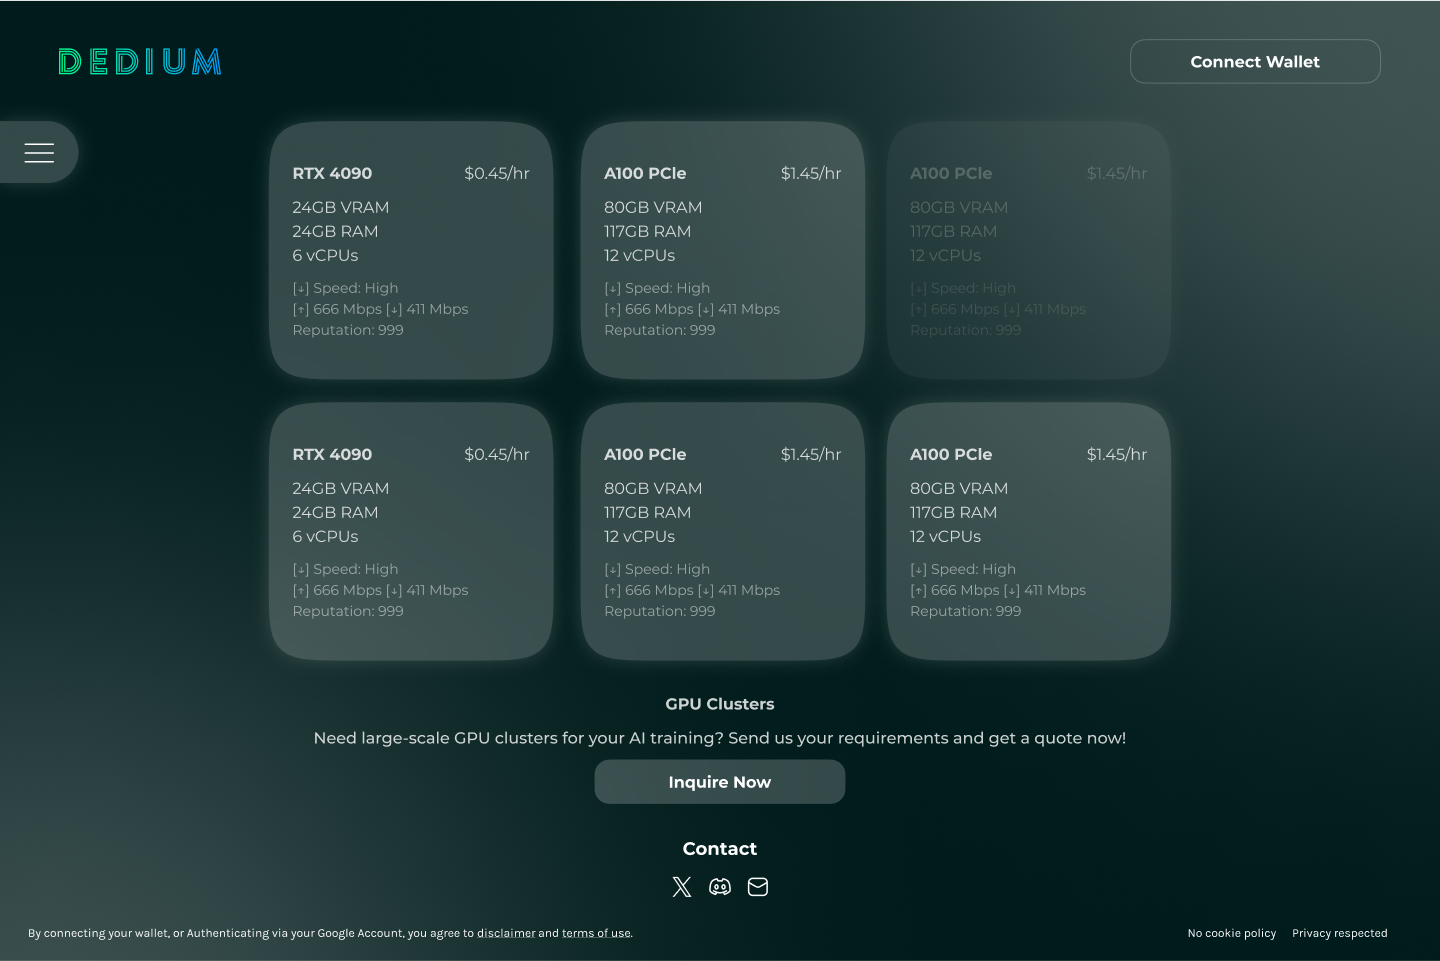 DEDIUM
Connect Wallet
RTX 4090 $0.45/hr
24GB VRAM
24GB RAM
6 vCPUs
[↓] Speed: High
[↑] 666 Mbps [↓] 411 Mbps
Reputation: 999
A100 PCle $1.45/hr
80GB VRAM
117GB RAM
12 vCPUs
[↓] Speed: High
[↑] 666 Mbps [↓] 411 Mbps
Reputation: 999
A100 PCle $1.45/hr
80GB VRAM
117GB RAM
12 vCPUs
[↓] Speed: High
[↑] 666 Mbps [↓] 411 Mbps
Reputation: 999
RTX 4090 $0.45/hr
24GB VRAM
24GB RAM
6 vCPUs
[↓] Speed: High
[↑] 666 Mbps [↓] 411 Mbps
Reputation: 999
A100 PCle $1.45/hr
80GB VRAM
117GB RAM
12 vCPUs
[↓] Speed: High
[↑] 666 Mbps [↓] 411 Mbps
Reputation: 999
A100 PCle $1.45/hr
80GB VRAM
117GB RAM
12 vCPUs
[↓] Speed: High
[↑] 666 Mbps [↓] 411 Mbps
Reputation: 999
GPU Clusters
Need large-scale GPU clusters for your AI training? Send us your requirements and get a quote now!
Inquire Now
Contact
By connecting your wallet, or Authenticating via your Google Account, you agree to disclaimer and terms of use.
No cookie policy Privacy respected